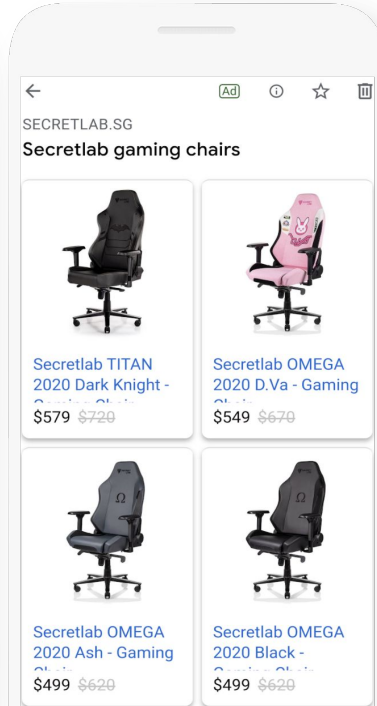 Ad
SECRETLAB.SG
Secretlab gaming chairs
Secretlab TITAN
2020 Dark Knight -
$579 $720
Secretlab OMEGA
2020 D.Va - Gaming
$549 $670
Ω
Secretlab OMEGA
2020 Ash - Gaming
$499 $620
Ω
Secretlab OMEGA
2020 Black -
$499 $620